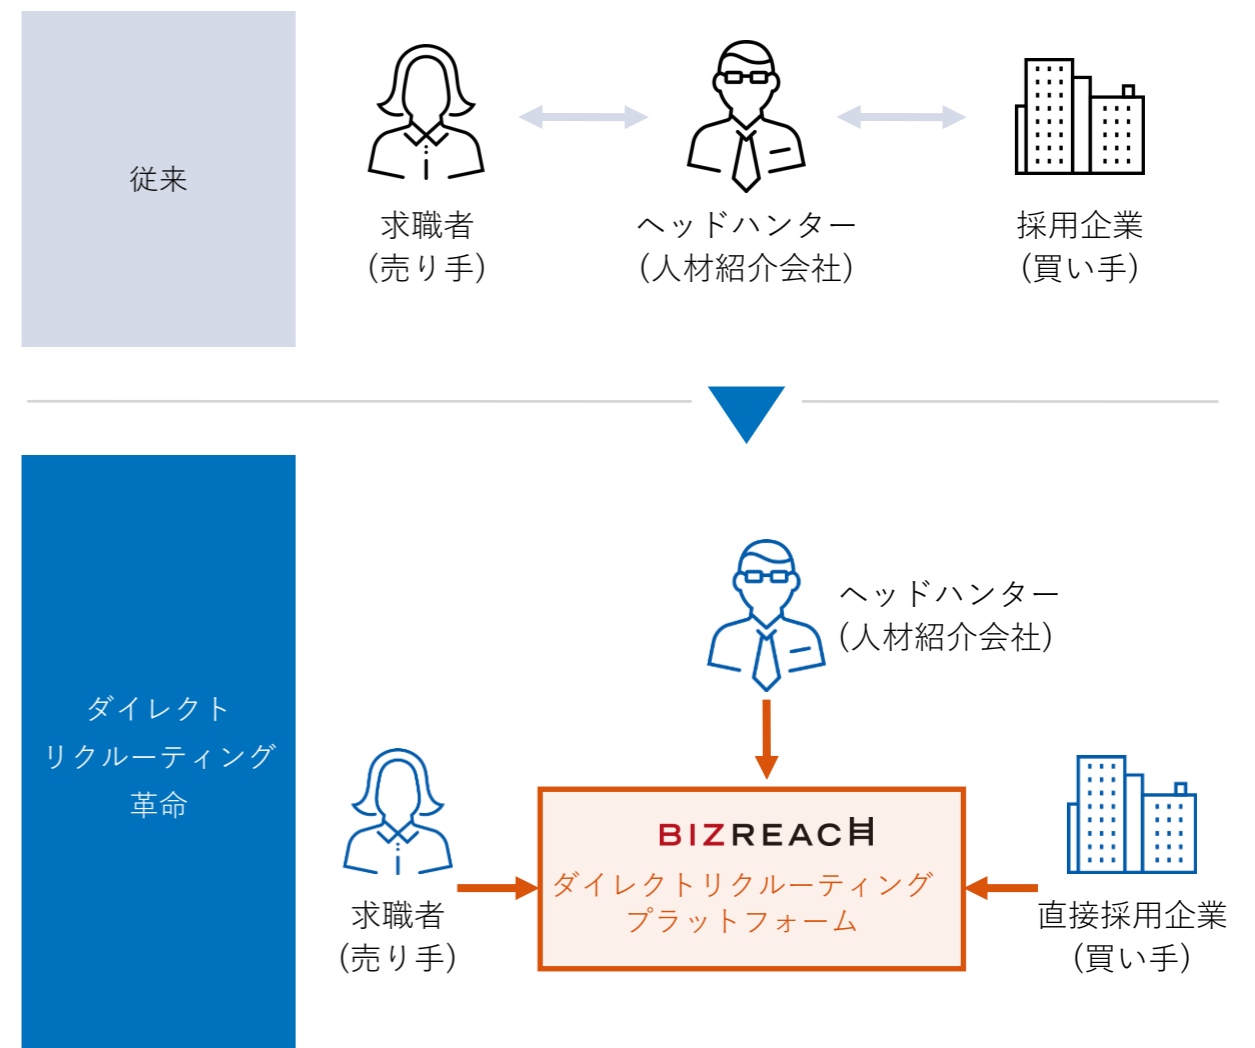 従来
求職者
(売り手)
ヘッドハンター
(人材紹介会社)
採用企業
(買い手)
ダイレクト
リクルーティング
革命
ヘッドハンター
(人材紹介会社)
求職者
(売り手)
BIZREACH
ダイレクトリクルーティング
プラットフォーム
直接採用企業
(買い手)